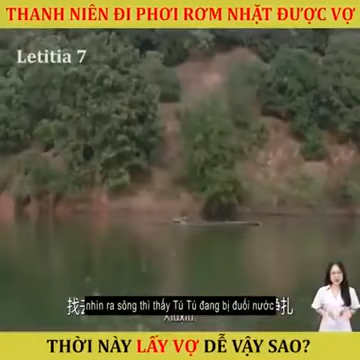 THANH NIÊN ĐI PHƠI RƠM NHẶT ĐƯỢC VỢ
Letitia 7
nhìn ra sông thì thấy Tú Tú đang bị đuối nước
THỜI NÀY LẤY VỢ DỄ VẬY SAO?